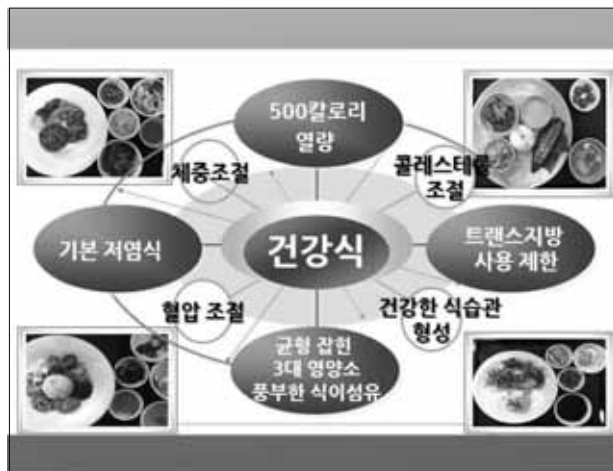 500칼로리
열량
체중조절
콜레스테롤
조절
기본 저염식
건강식
트랜스지방
사용 제한
혈압 조절
건강한 식습관
형성
균형 잡힌
3대 영양소
풍부한 식이섬유